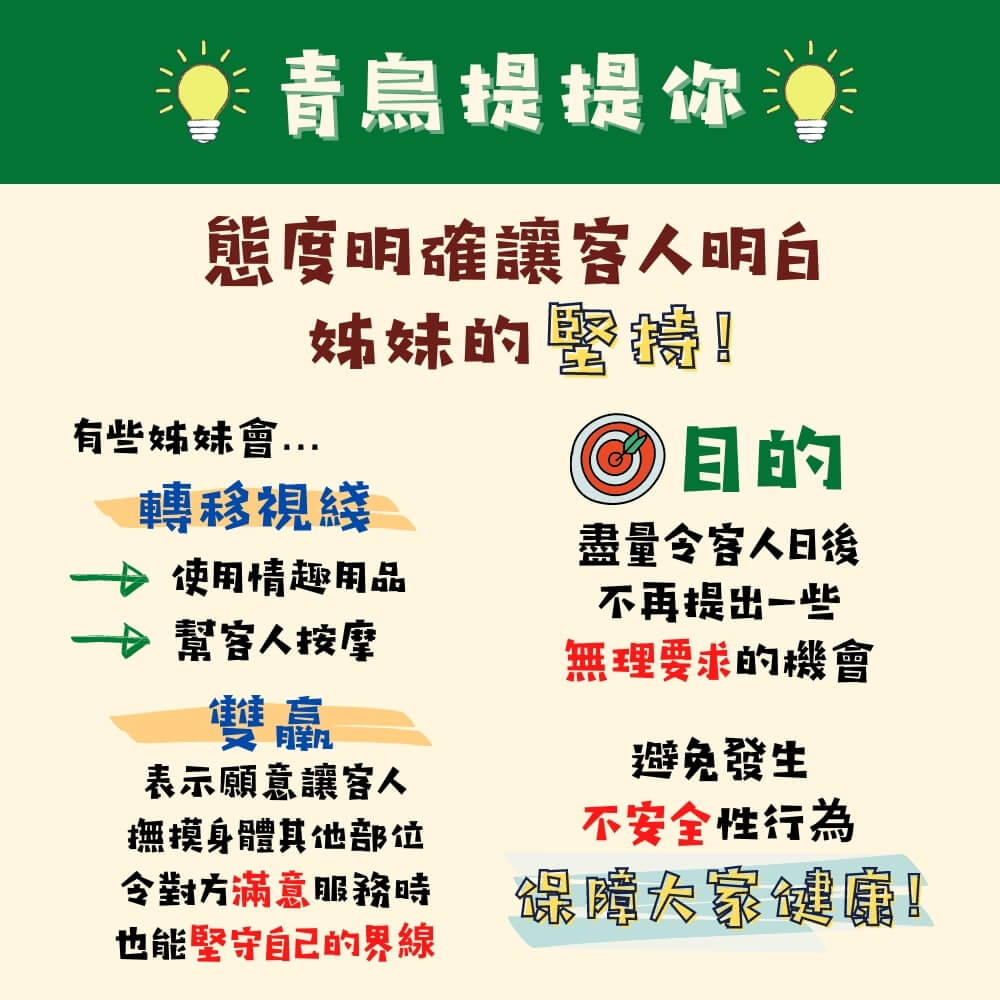 青鳥提提你
態度明確讓客人明白
姊妹的堅持！
有些姊妹會...
轉移視綫
使用情趣用品
幫客人按摩
雙贏
表示願意讓客人
撫摸身體其他部位
令對方滿意服務時
也能堅守自己的界線
目的
盡量令客人日後
不再提出一些
無理要求的機會
避免發生
不安全性行為
保障大家健康！